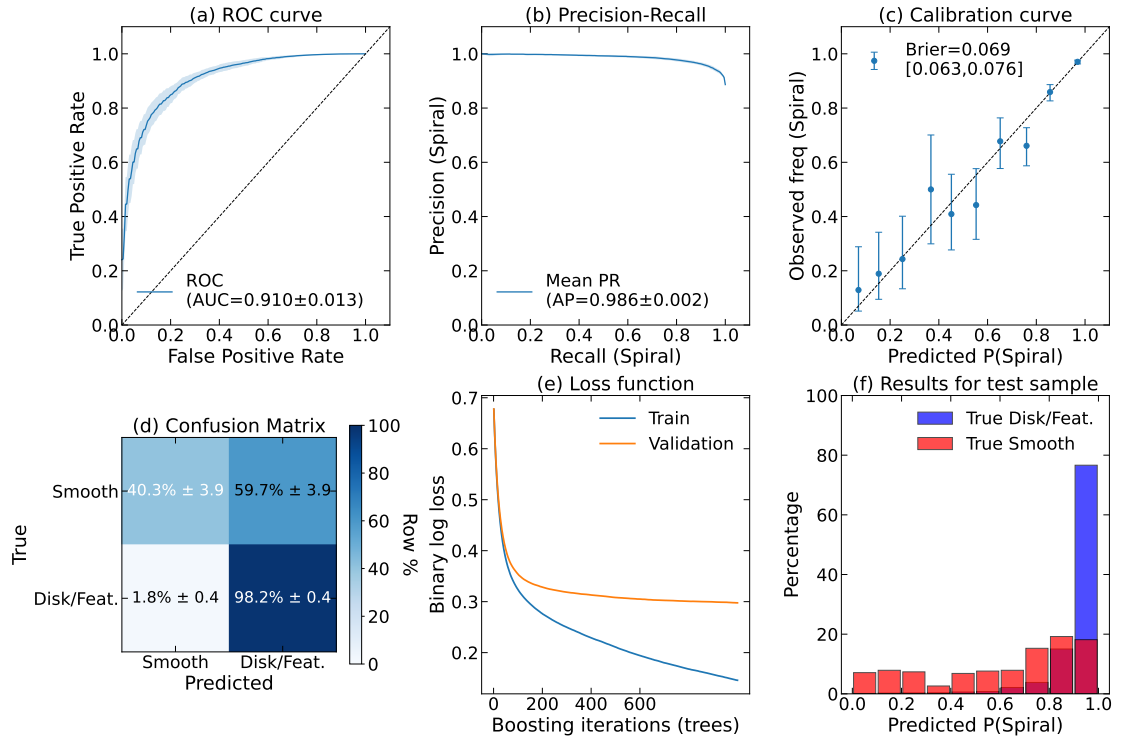 (a) ROC curve
True Positive Rate
1.0
0.8
0.6
0.4
0.2
0.0
ROC
(AUC=0.910±0.013)
0.0 0.2 0.4 0.6 0.8 1.0
False Positive Rate
(b) Precision-Recall
Precision (Spiral)
1.0
0.8
0.6
0.4
0.2
0.0
Mean PR
(AP=0.986±0.002)
0.0 0.2 0.4 0.6 0.8 1.0
Recall (Spiral)
(c) Calibration curve
Observed freq (Spiral)
1.0
0.8
0.6
0.4
0.2
0.0
Brier=0.069
[0.063,0.076]
0.0 0.2 0.4 0.6 0.8 1.0
Predicted P(Spiral)
(d) Confusion Matrix
True
Smooth
Disk/Feat.
40.3% ± 3.9 59.7% ± 3.9
1.8% ± 0.4 98.2% ± 0.4
Smooth Disk/Feat.
Predicted
100
80
60
40
20
0
Row %
(e) Loss function
Binary log loss
0.7
0.6
0.5
0.4
0.3
0.2
Train
Validation
0 200 400 600
Boosting iterations (trees)
(f) Results for test sample
Percentage
100
80
60
40
20
0
True Disk/Feat.
True Smooth
0.0 0.2 0.4 0.6 0.8 1.0
Predicted P(Spiral)